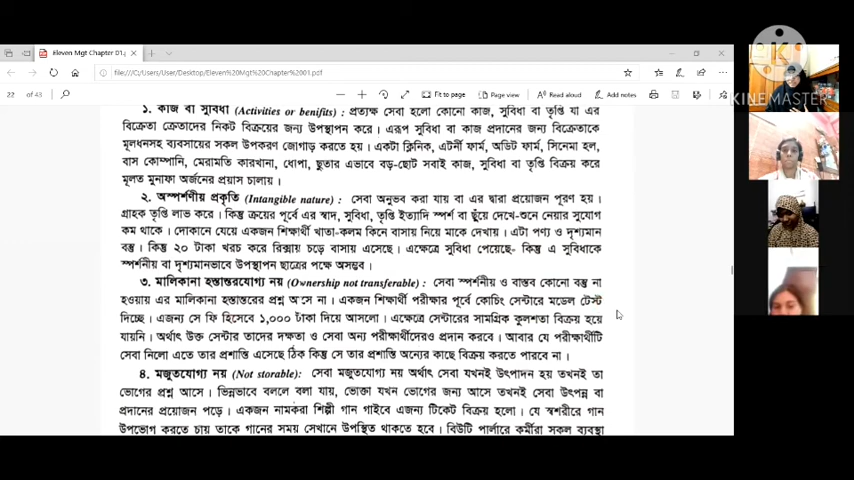 Eleven Mgt Chapter 01.
file:///C:/Users/User/Desktop/Eleven%20Mgt%20Chapter%2001.pdf
22 of 43
Fit to page
Page view
Read aloud
Add notes
KINEMASTER
১. কাজ বা সুবিধা (Activities or benifits) : প্রত্যক্ষ সেবা হলো কোনো কাজ, সুবিধা বা তৃপ্তি যা এর
বিক্রেতা ক্রেতাদের নিকট বিক্রয়ের জন্য উপস্থাপন করে। এরূপ সুবিধা বা কাজ প্রদানের জন্য বিক্রেতাকে
মূলধনসহ ব্যবসায়ের সকল উপকরণ জোগাড় করতে হয়। একটা ক্লিনিক, এটর্নী ফার্ম, অডিট ফার্ম, সিনেমা হল,
বাস কোম্পানি, মেরামতি কারখানা, ধোপা, ছুতার এভাবে বড়-ছোট সবাই কাজ, সুবিধা বা তৃপ্তি বিক্রয় করে
মূলত মুনাফা অর্জনের প্রয়াস চালায়।
২. অস্পর্শণীয় প্রকৃতি (Intangible nature) : সেবা অনুভব করা যায় বা এর দ্বারা প্রয়োজন পূরণ হয়।
গ্রাহক তৃপ্তি লাভ করে। কিন্তু ক্রয়ের পূর্বে এর স্বাদ, সুবিধা, তৃপ্তি ইত্যাদি স্পর্শ বা ছুঁয়ে দেখে-শুনে নেয়ার সুযোগ
কম থাকে। দোকানে যেয়ে একজন শিক্ষার্থী খাতা-কলম কিনে বাসায় নিয়ে মাকে দেখায়। এটা পণ্য ও দৃশ্যমান
বস্তু। কিন্তু ২০ টাকা খরচ করে রিক্সায় চড়ে বাসায় এসেছে। এক্ষেত্রে সুবিধা পেয়েছে- কিন্তু এ সুবিধাকে
স্পর্শনীয় বা দৃশ্যমানভাবে উপস্থাপন ছাত্রের পক্ষে অসম্ভব।
৩. মালিকানা হস্তান্তরযোগ্য নয় (Ownership not transferable) : সেবা স্পর্শনীয় ও বাস্তব কোনো বস্তু না
হওয়ায় এর মালিকানা হস্তান্তরের প্রশ্ন আসে না। একজন শিক্ষার্থী পরীক্ষার পূর্বে কোচিং সেন্টারে মডেল টেস্ট
দিচ্ছে। এজন্য সে ফি হিসেবে ১,০০০ টাকা দিয়ে আসলো। এক্ষেত্রে সেন্টারের সামগ্রিক কুলশতা বিক্রয় হয়ে
যায়নি। অর্থাৎ উক্ত সেন্টার তাদের দক্ষতা ও সেবা অন্য পরীক্ষার্থীদেরও প্রদান করবে। আবার যে পরীক্ষার্থীটি
সেবা নিলো এতে তার প্রশান্তি এসেছে ঠিক কিন্তু সে তার প্রশান্তি অন্যের কাছে বিক্রয় করতে পারবে না।
৪. মজুতযোগ্য নয় (Not storable): সেবা মজুতযোগ্য নয় অর্থাৎ সেবা যখনই উৎপাদন হয় তখনই তা
ভোগের প্রশ্ন আসে। ভিন্নভাবে বললে বলা যায়, ভোক্তা যখন ভোগের জন্য আসে তখনই সেবা উৎপন্ন বা
প্রদানের প্রয়োজন পড়ে। একজন নামকরা শিল্পী গান গাইবে এজন্য টিকেট বিক্রয় হলো। যে স্বশরীরে গান
উপভোগ করতে চায় তাকে গানের সময় সেখানে উপস্থিত থাকতে হবে। বিউটি পার্লারে কর্মীরা সকল ব্যবস্থা